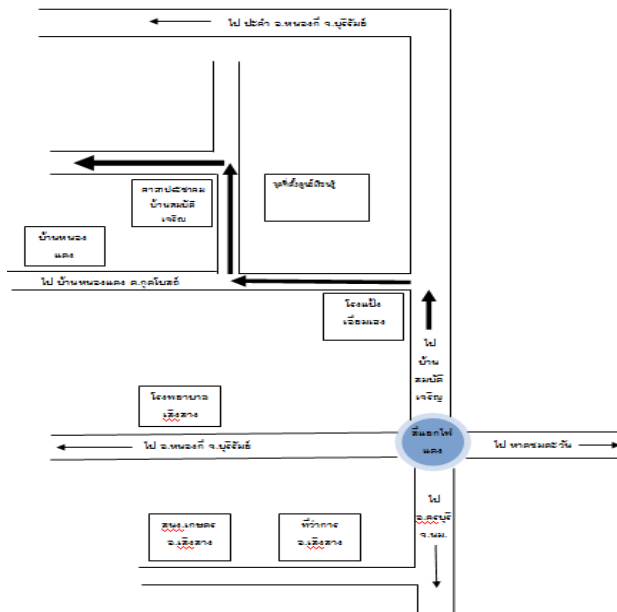 ไป ปะคำ อ.หนองกี่ จ.บุรีรัมย์
ศาลาประชาคม
บ้านสมบัติ
เจริญ
จุดที่ตั้งศูนย์เรียนรู้
บ้านหนอง
แดง
ไป บ้านหนองแดง ต.กุดโบสถ์
โรงแป้ง
เอี่ยมเฮง
ไป
บ้าน
สมบัติ
เจริญ
โรงพยาบาล
เสิงสาง
สี่แยกไฟ
แดง
ไป อ.หนองกี่ จ.บุรีรัมย์
ไป หาดชมตะวัน
ไป
อ.ครบุรี
จ.นม.
สนง.เกษตร
อ.เสิงสาง
ที่ว่าการ
อ.เสิงสาง